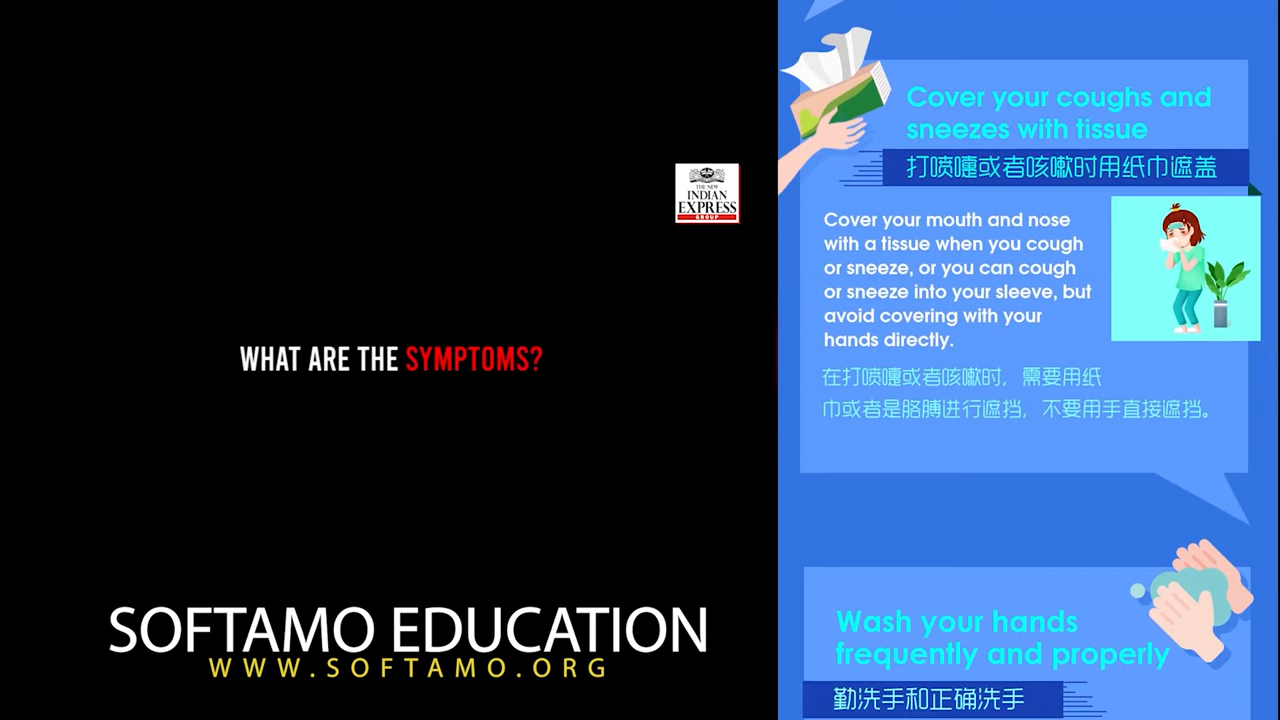 THE NEW
INDIAN
EXPRESS
GROUP
WHAT ARE THE SYMPTOMS?
SOFTAMO EDUCATION
WWW.SOFTAMO.ORG
Cover your coughs and
sneezes with tissue
打喷嚏或者咳嗽时用纸巾遮盖
Cover your mouth and nose
with a tissue when you cough
or sneeze, or you can cough
or sneeze into your sleeve, but
avoid covering with your
hands directly.
在打喷嚏或者咳嗽时，需要用纸
巾或者是胳膊进行遮挡，不要用手直接遮挡。
Wash your hands
frequently and properly
勤洗手和正确洗手